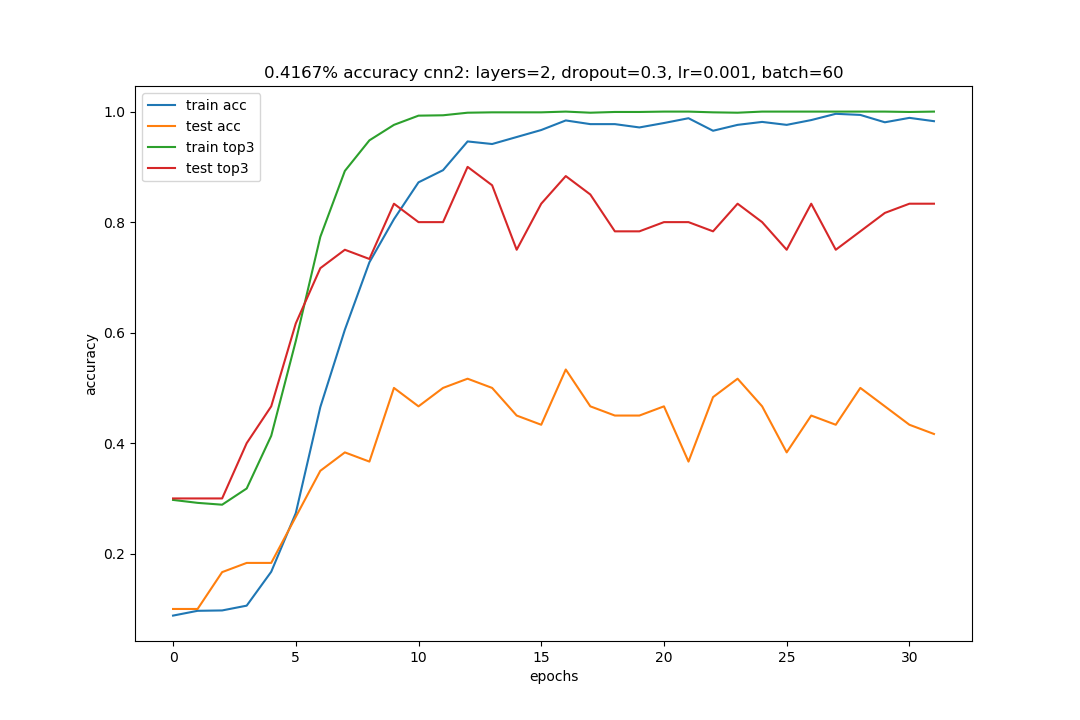 0.4167% accuracy cnn2: layers=2, dropout=0.3, lr=0.001, batch=60
train acc
test acc
train top3
test top3
1.0
0.8
0.6
0.4
0.2
accuracy
0 5 10 15 20 25 30
epochs